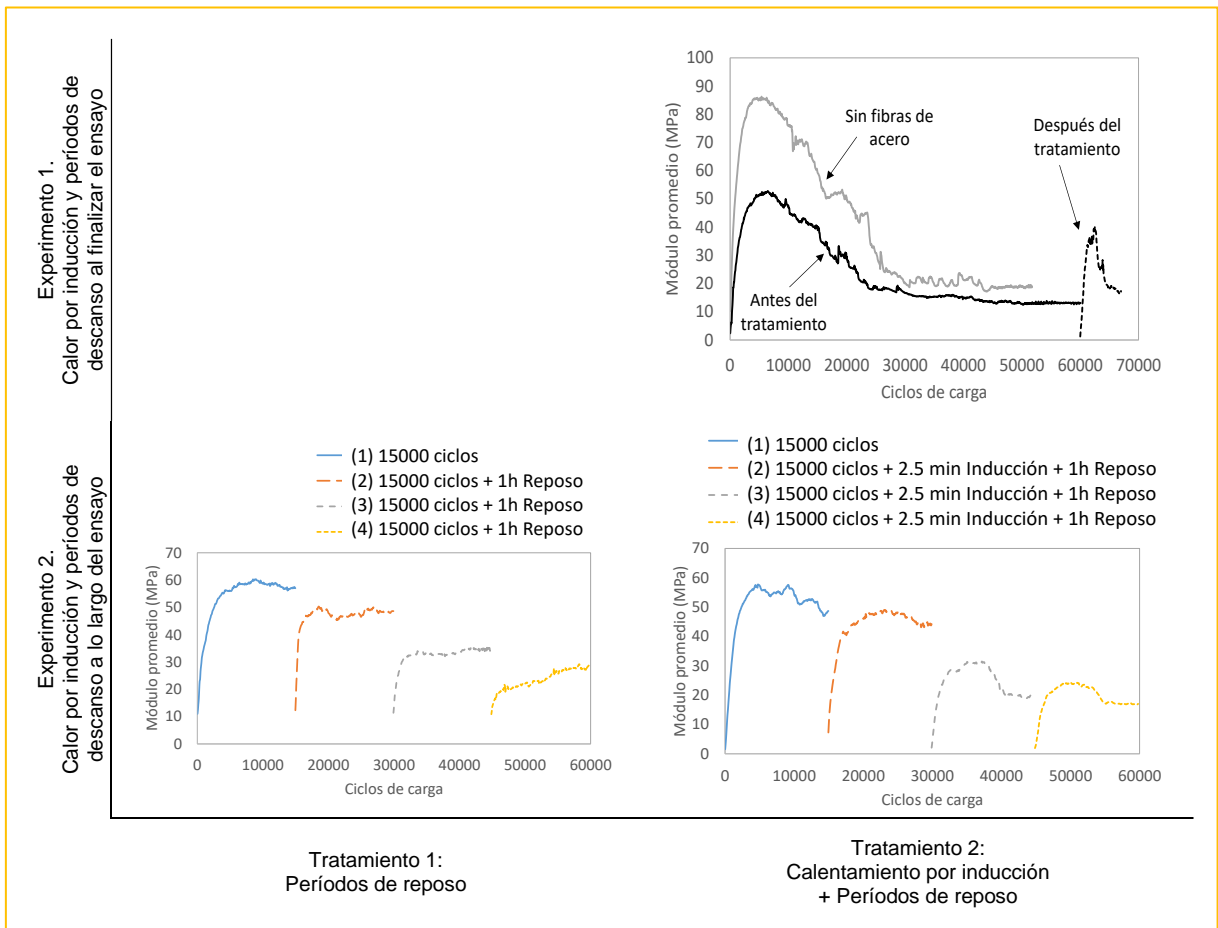 Experimento 1.
Calor por inducción y períodos de
descanso al finalizar el ensayo
Módulo promedio (MPa)
100
90
80
70
60
50
40
30
20
10
0
Sin fibras de
acero
Antes del
tratamiento
Después del
tratamiento
0 10000 20000 30000 40000 50000 60000 70000
Ciclos de carga
Experimento 2.
Calor por inducción y períodos de
descanso a lo largo del ensayo
(1) 15000 ciclos
(2) 15000 ciclos + 1h Reposo
(3) 15000 ciclos + 1h Reposo
(4) 15000 ciclos + 1h Reposo
Módulo promedio (MPa)
70
60
50
40
30
20
10
0
0 10000 20000 30000 40000 50000 60000
Ciclos de carga
(1) 15000 ciclos
(2) 15000 ciclos + 2.5 min Inducción + 1h Reposo
(3) 15000 ciclos + 2.5 min Inducción + 1h Reposo
(4) 15000 ciclos + 2.5 min Inducción + 1h Reposo
Módulo promedio (MPa)
70
60
50
40
30
20
10
0
0 10000 20000 30000 40000 50000 60000
Ciclos de carga
Tratamiento 1:
Períodos de reposo
Tratamiento 2:
Calentamiento por inducción
+ Períodos de reposo